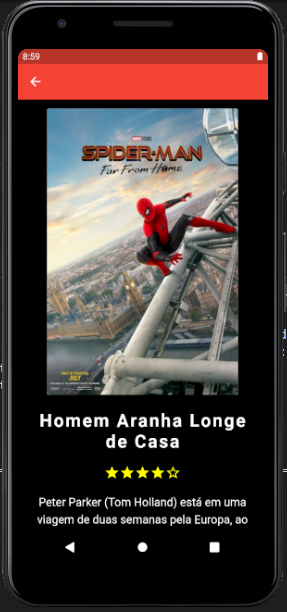 8:59
MARVEL STUDIOS
SPIDER-MAN
Far From Home
JULY
Homem Aranha Longe
de Casa
Peter Parker (Tom Holland) está em uma
viagem de duas semanas pela Europa, ao